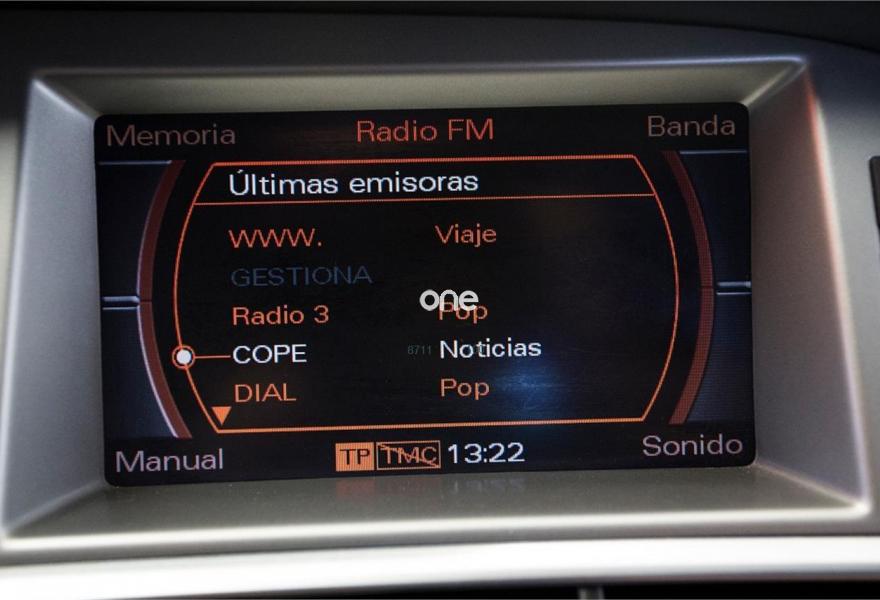 Memoria Radio FM Banda
Últimas emisoras
WWW. Viaje
GESTIONA
one
Radio 3 Pop
COPE 8711 Noticias
DIAL Pop
Manual TP TMC 13:22 Sonido